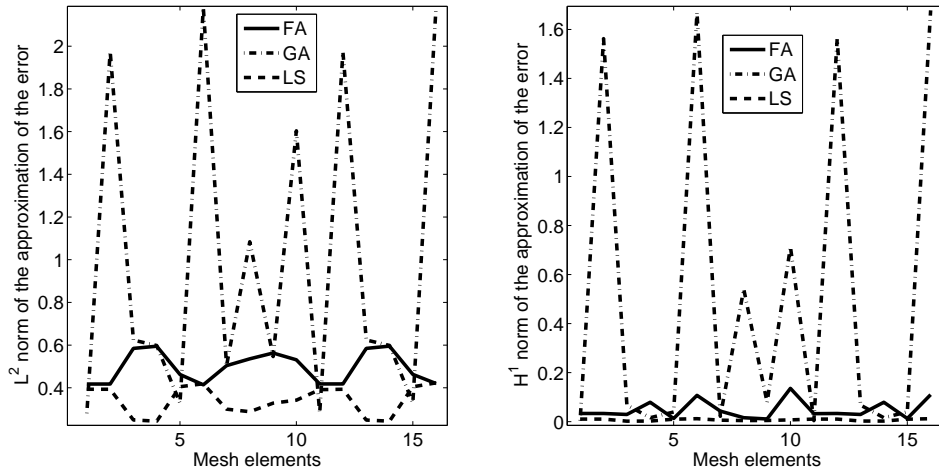 L² norm of the approximation of the error
2
1.8
1.6
1.4
1.2
1
0.8
0.6
0.4
5
10
15
Mesh elements
FA
GA
LS
H¹ norm of the approximation of the error
1.6
1.4
1.2
1
0.8
0.6
0.4
0.2
0
5
10
15
Mesh elements
FA
GA
LS